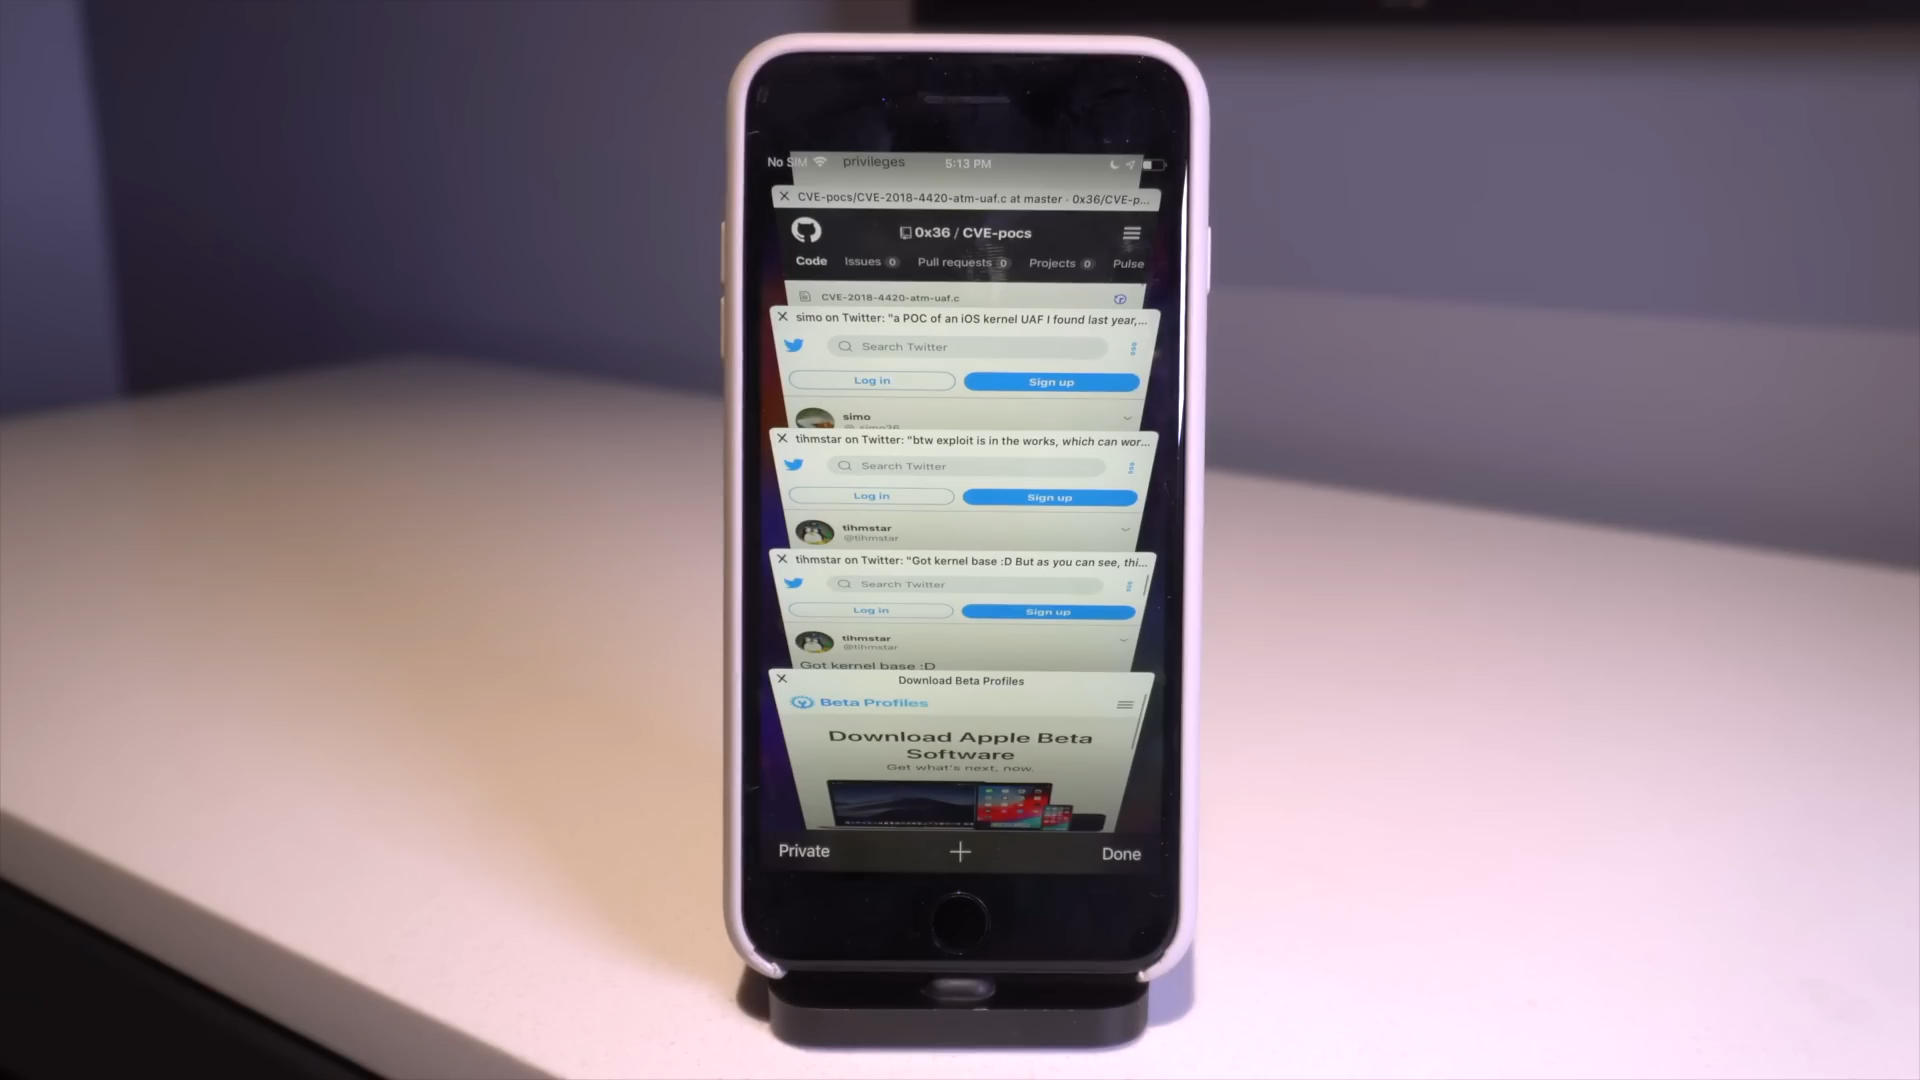 No SIM privileges 5:13 PM
CVE-pocs/CVE-2018-4420-atm-uaf.c at master · 0x36/CVE-p...
0x36 / CVE-pocs
Code Issues 0 Pull requests 0 Projects 0 Pulse
CVE-2018-4420-atm-uaf.c
simo on Twitter: "a POC of an iOS kernel UAF I found last year,...
Search Twitter
Log in Sign up
simo
tihmstar on Twitter: "btw exploit is in the works, which can wor...
Search Twitter
Log in Sign up
tihmstar
@tihmstar
tihmstar on Twitter: "Got kernel base :D But as you can see, thi...
Search Twitter
Log in Sign up
tihmstar
@tihmstar
Got kernel base :D
Download Beta Profiles
Beta Profiles
Download Apple Beta
Software
Get what's next, now.
Private + Done